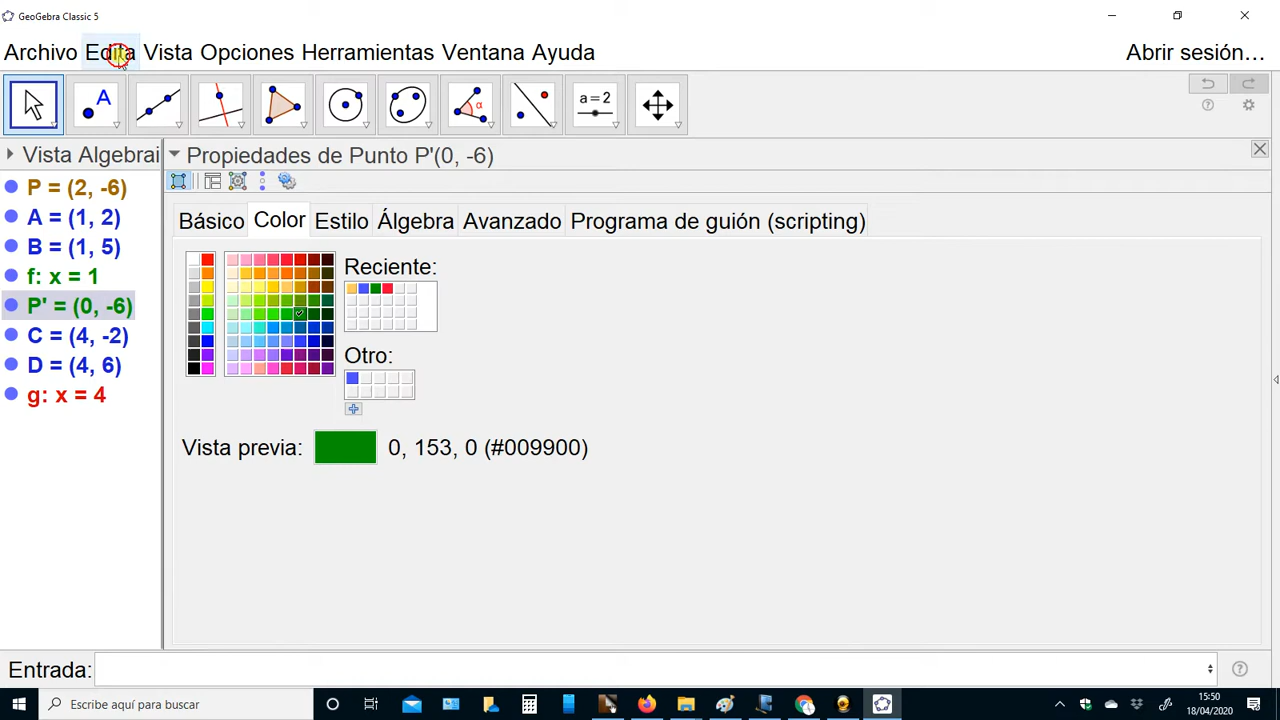 GeoGebra Classic 5
Archivo Edita Vista Opciones Herramientas Ventana Ayuda Abrir sesión...
A
α
a=2
Vista Algebrai
Propiedades de Punto P'(0, -6)
P = (2, -6)
A = (1, 2)
B = (1, 5)
f: x = 1
P' = (0, -6)
C = (4, -2)
D = (4, 6)
g: x = 4
Básico Color Estilo Álgebra Avanzado Programa de guión (scripting)
Reciente:
Otro:
Vista previa: 0, 153, 0 (#009900)
Entrada:
Escribe aquí para buscar
15:50
18/04/2020